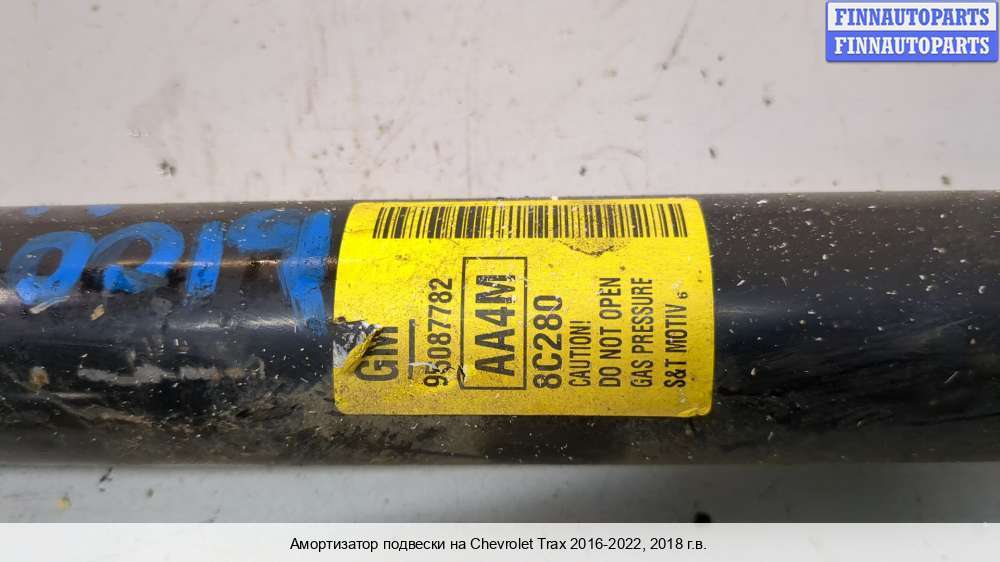 FINNAUTOPARTS
FINNAUTOPARTS
GM
95087782
AA4M
8C280
CAUTION!
DO NOT OPEN
GAS PRESSURE
S&T MOTIV 6
Амортизатор подвески на Chevrolet Trax 2016-2022, 2018 г.в.